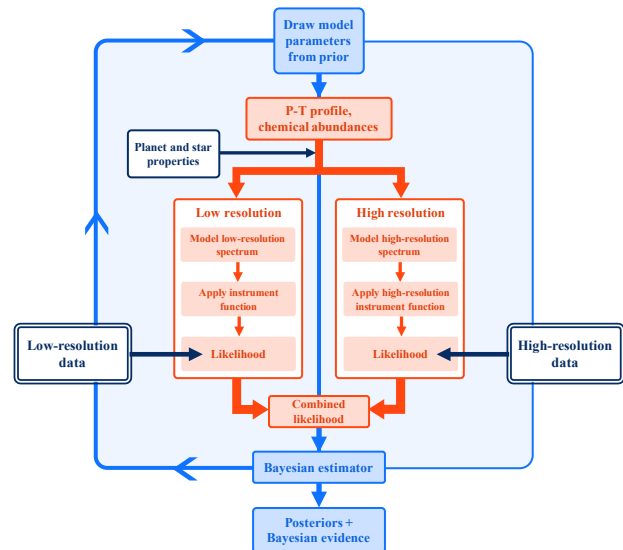 Draw model
parameters
from prior
P-T profile,
chemical abundances
Planet and star
properties
Low resolution
Model low-resolution
spectrum
Apply instrument
function
Likelihood
High resolution
Model high-resolution
spectrum
Apply high-resolution
instrument function
Likelihood
Low-resolution
data
High-resolution
data
Combined
likelihood
Bayesian estimator
Posteriors +
Bayesian evidence